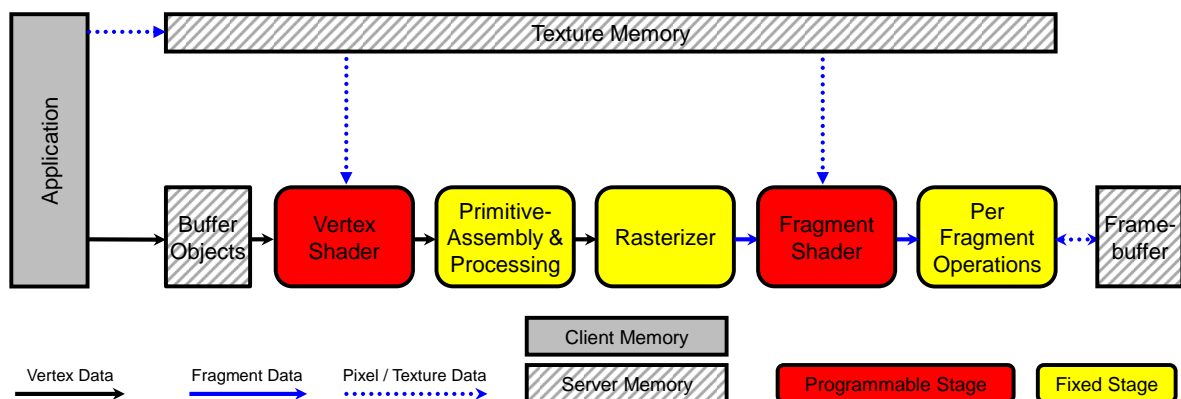 Texture Memory
Application
Buffer
Objects
Vertex
Shader
Primitive-
Assembly &
Processing
Rasterizer
Fragment
Shader
Per
Fragment
Operations
Frame-
buffer
Client Memory
Vertex Data
Fragment Data
Pixel / Texture Data
Server Memory
Programmable Stage
Fixed Stage